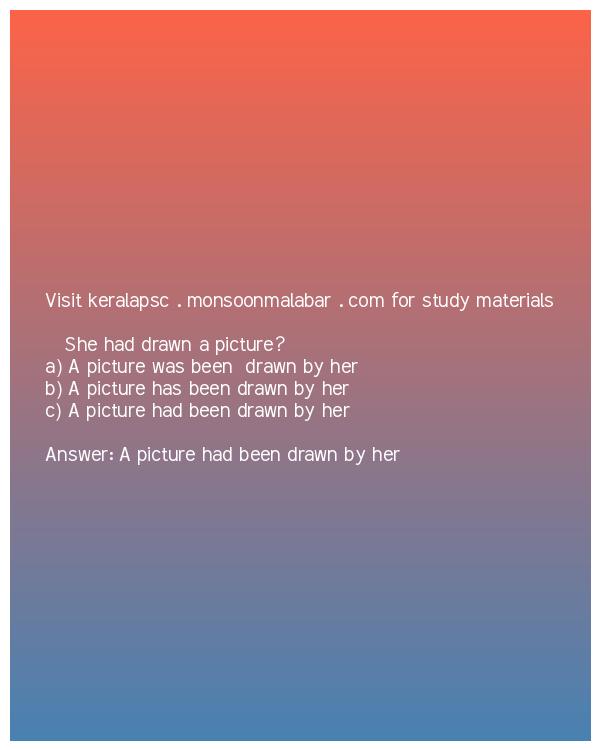 Visit keralapsc . monsoonmalabar . com for study materials
She had drawn a picture?
a) A picture was been  drawn by her
b) A picture has been drawn by her
c) A picture had been drawn by her
Answer: A picture had been drawn by her